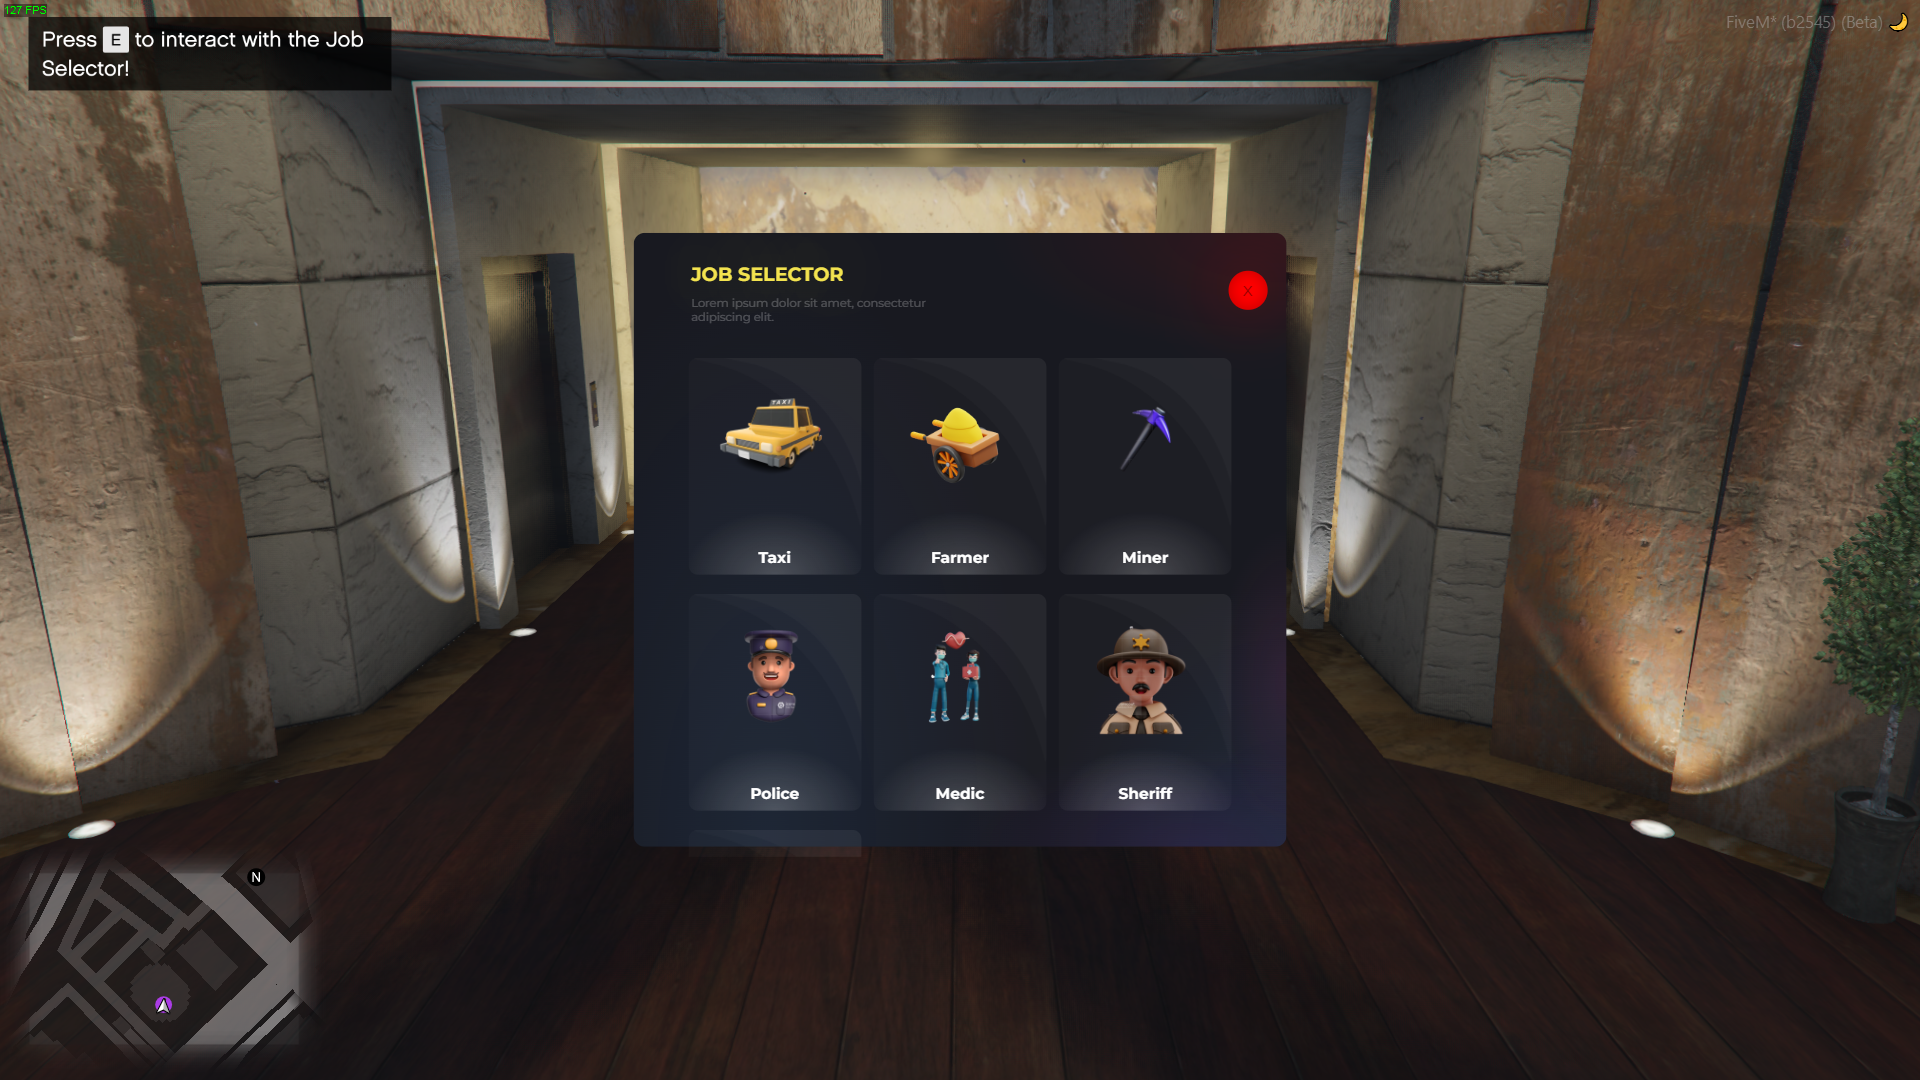 127 FPS
FiveM* (b2545) (Beta)
Press E to interact with the Job
Selector!
JOB SELECTOR
X
Lorem ipsum dolor sit amet, consectetur
adipiscing elit.
TAXI
Taxi
Farmer
Miner
Police
Medic
Sheriff
N